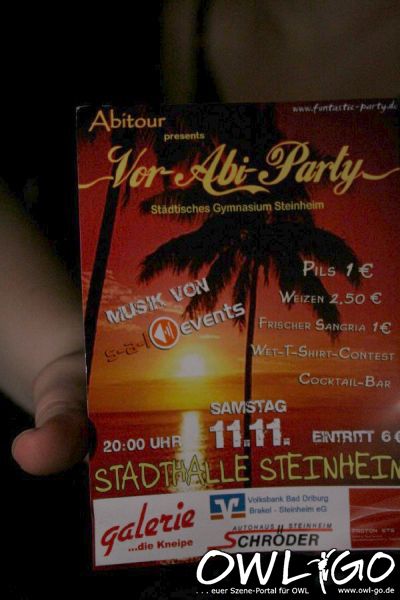 www.funtastic-party.de
Abitour
presents
Vor-Abi-Party
Städtisches Gymnasium Steinheim
Pils 1 €
MUSIK VON
Weizen 2,50 €
events
Frischer Sangria 1€
Wet-T-Shirt-Contest
Cocktail-Bar
SAMSTAG
20:00 UHR 11.11. EINTRITT 6 €
STADTHALLE STEINHEIM
galerie
...die Kneipe
Volksbank Bad Driburg
Brakel - Steinheim eG
AUTOHAUS STEINHEIM
SCHRÖDER
OWL GO
... euer Szene-Portal für OWL www.owl-go.de